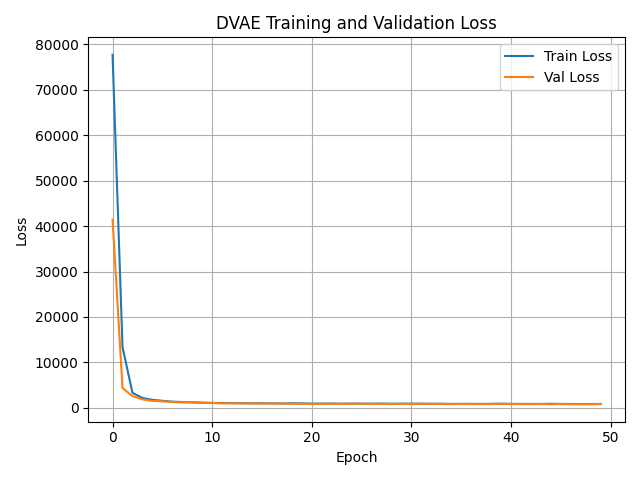 DVAE Training and Validation Loss
Train Loss
Val Loss
80000
70000
60000
50000
40000
30000
20000
10000
0
Loss
0 10 20 30 40 50
Epoch